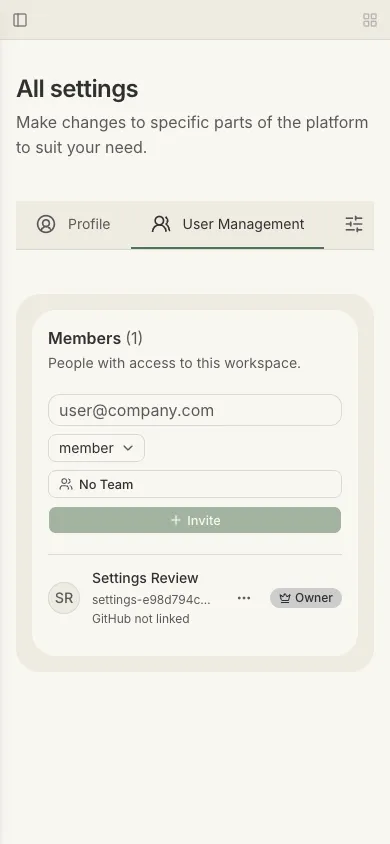 All settings
Make changes to specific parts of the platform
to suit your need.
Profile
User Management
Members (1)
People with access to this workspace.
user@company.com
member
No Team
Invite
SR
Settings Review
settings-e98d794c...
GitHub not linked
Owner